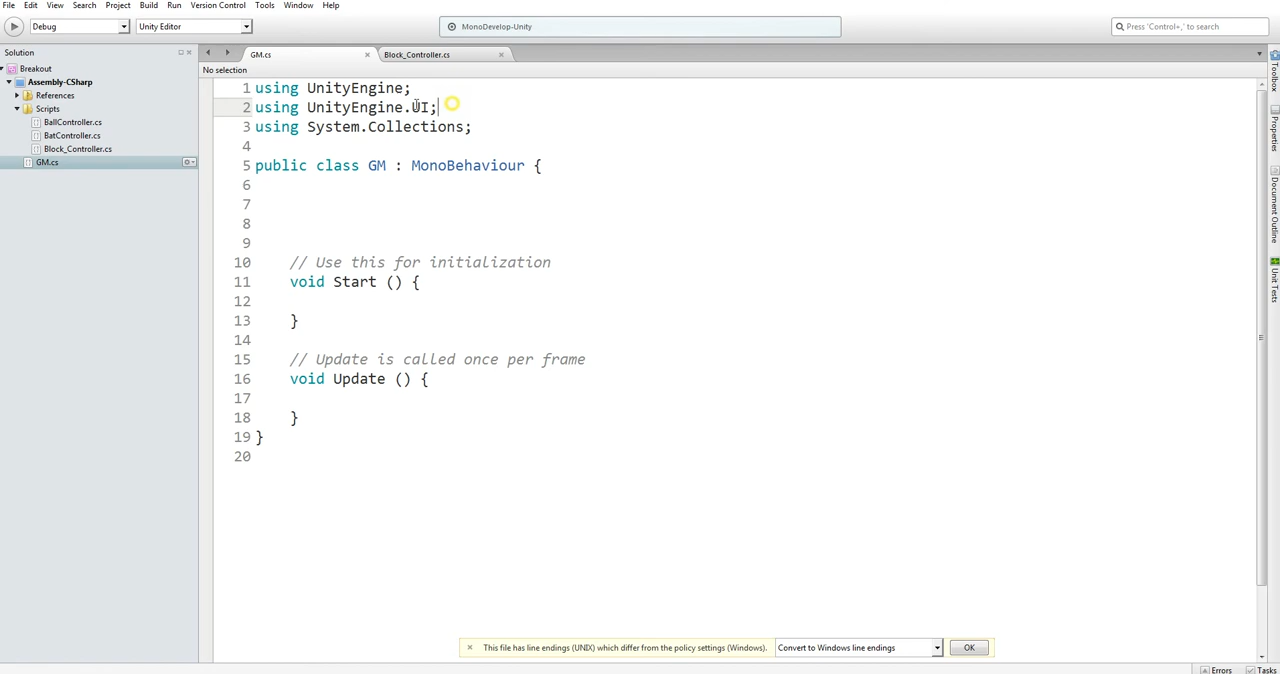 File Edit View Search Project Build Run Version Control Tools Window Help
Debug Unity Editor MonoDevelop-Unity Press 'Control+,' to search
Solution
Breakout
Assembly-CSharp
References
Scripts
BallController.cs
BatController.cs
Block_Controller.cs
GM.cs
GM.cs Block_Controller.cs
No selection
1 using UnityEngine;
2 using UnityEngine.UI;
3 using System.Collections;
4
5 public class GM : MonoBehaviour {
6
7
8
9
10 // Use this for initialization
11 void Start () {
12
13 }
14
15 // Update is called once per frame
16 void Update () {
17
18 }
19 }
20
This file has line endings (UNIX) which differ from the policy settings (Windows). Convert to Windows line endings OK
Toolbox
Properties
Document Outline
Unit Tests
Errors Tasks